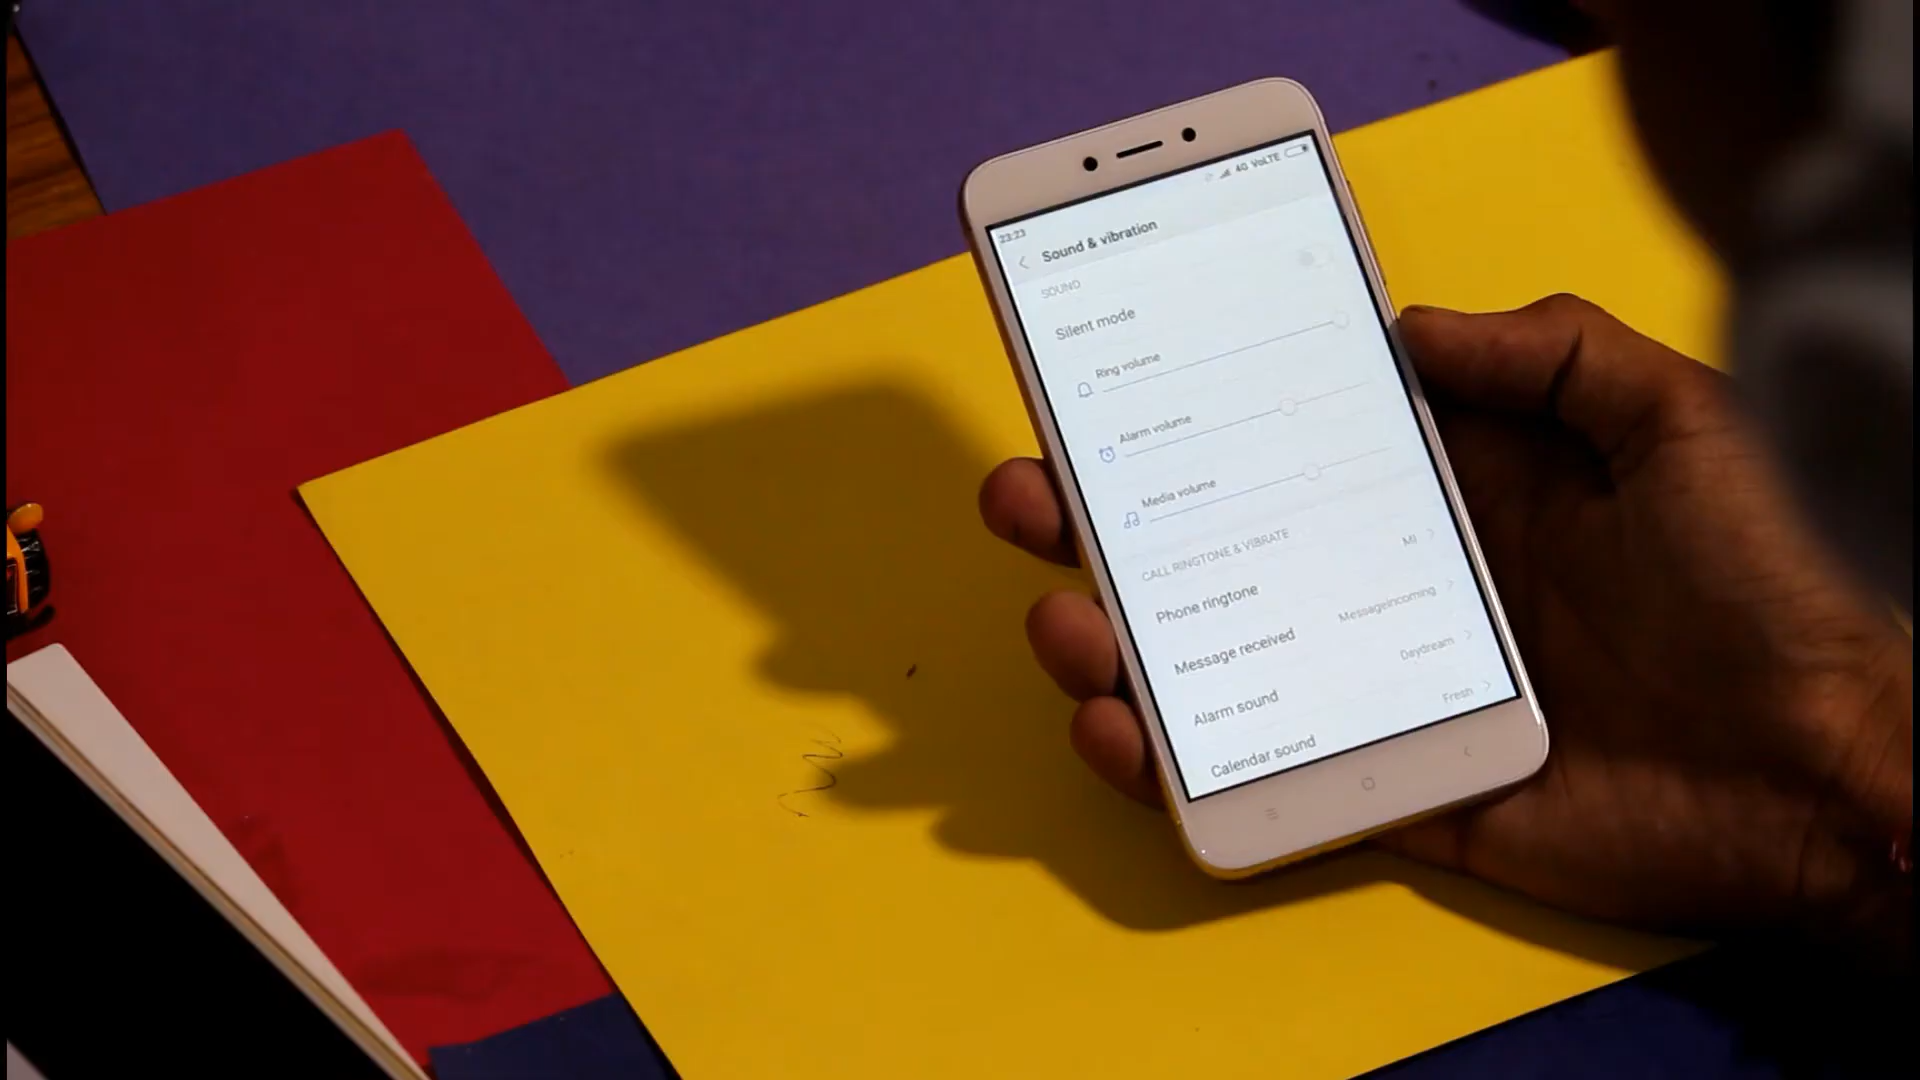 4G VoLTE
23:23
Sound & vibration
SOUND
Silent mode
Ring volume
Alarm volume
Media volume
CALL RINGTONE & VIBRATE
Phone ringtone MI
Message received Messageincoming
Alarm sound Daydream
Calendar sound Fresh